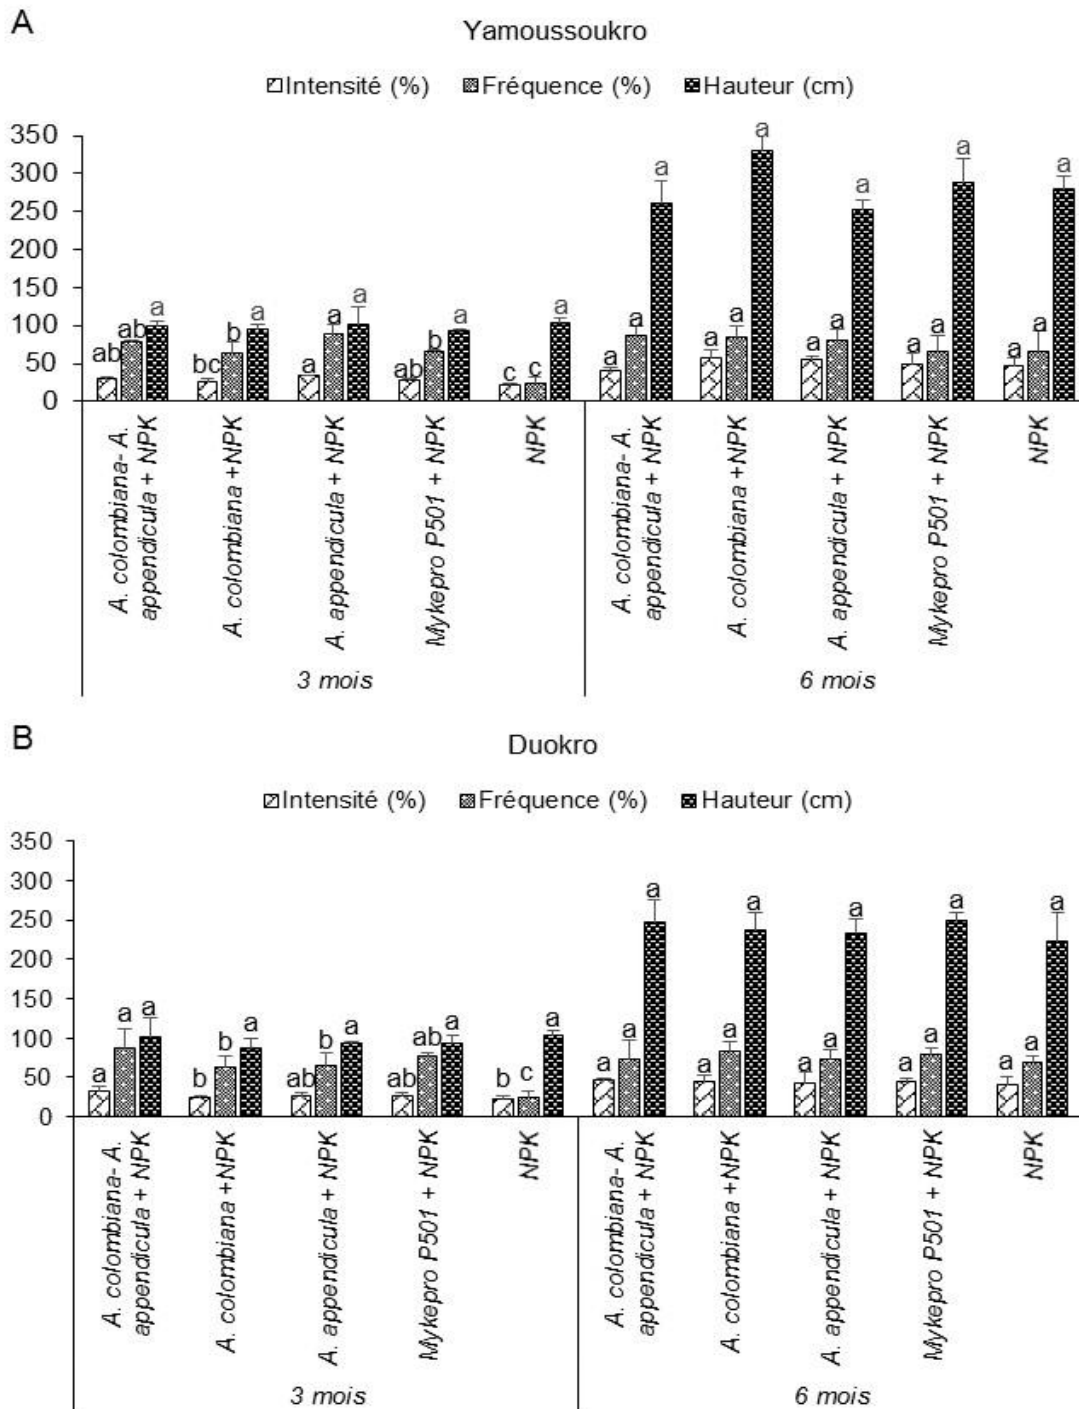 A
Yamoussoukro
Intensité (%) Fréquence (%) Hauteur (cm)
350
300
250
200
150
100
50
0
ab ab a
bc b a
a a a
ab b a
c c a
a a a
a a a
a a a
a a a
a a a
A. colombiana- A.
appendicula + NPK
A. colombiana +NPK
A. appendicula + NPK
Mykepro P501 + NPK
NPK
A. colombiana- A.
appendicula + NPK
A. colombiana +NPK
A. appendicula + NPK
Mykepro P501 + NPK
NPK
3 mois 6 mois
B
Duokro
Intensité (%) Fréquence (%) Hauteur (cm)
350
300
250
200
150
100
50
0
a a a
b b a
ab b a
ab ab a
b c a
a a a
a a a
a a a
a a a
a a a
A. colombiana- A.
appendicula + NPK
A. colombiana +NPK
A. appendicula + NPK
Mykepro P501 + NPK
NPK
A. colombiana- A.
appendicula + NPK
A. colombiana +NPK
A. appendicula + NPK
Mykepro P501 + NPK
NPK
3 mois 6 mois